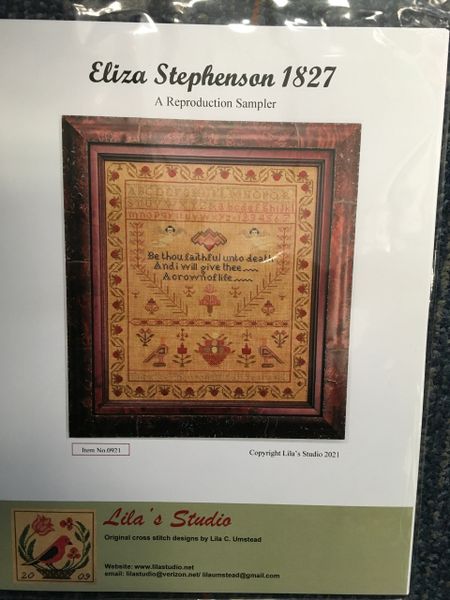 Eliza Stephenson 1827
A Reproduction Sampler
Be thou faithful unto death
And i will give thee
A crown of life
Item No.0921
Copyright Lila's Studio 2021
Lila's Studio
Original cross stitch designs by Lila C. Umstead
Website: www.lilastudio.net
email: lilastudio@verizon.net/ lilaumstead@gmail.com
20 09